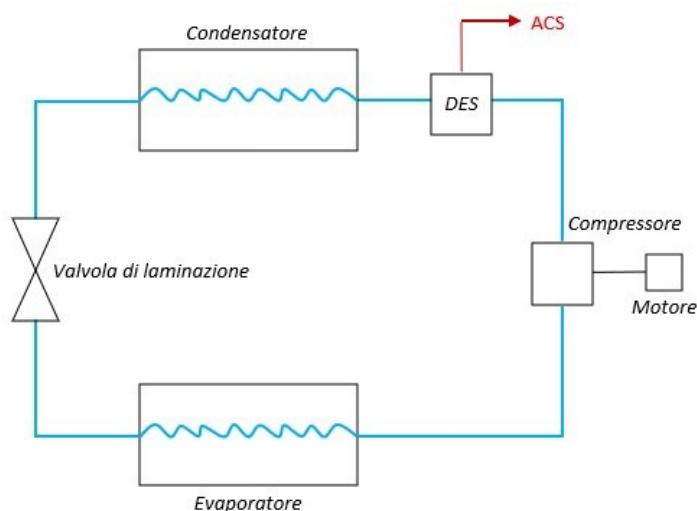 Condensatore
ACS
DES
Compressore
Valvola di laminazione
Motore
Evaporatore